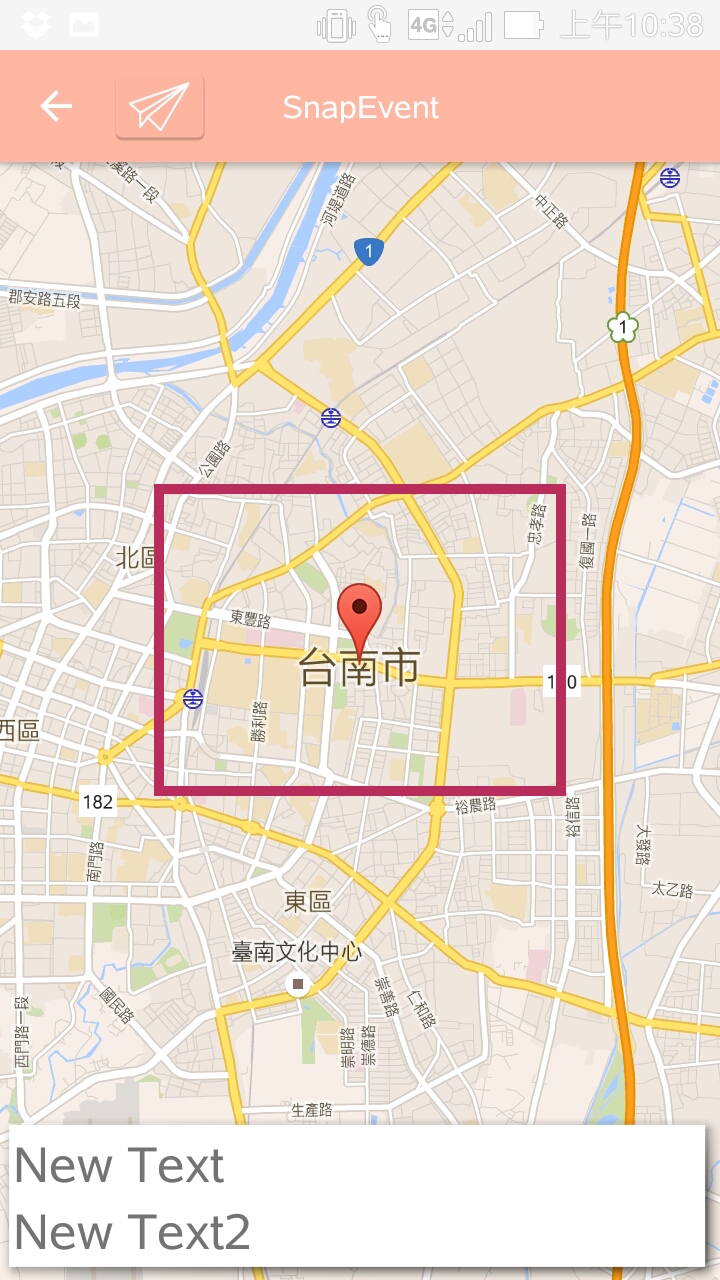 4G 上午10:38
SnapEvent
河堤路
中正路
1
郡安路五段
1
公園路
忠孝路
復國一路
北區
東豐路
台南市
勝利路
西區
182
裕農路
裕信路
大發路
南門路
太乙路
東區
臺南文化中心
國民路
崇善路
仁和路
西門路一段
崇明路
崇德路
生產路
New Text
New Text2